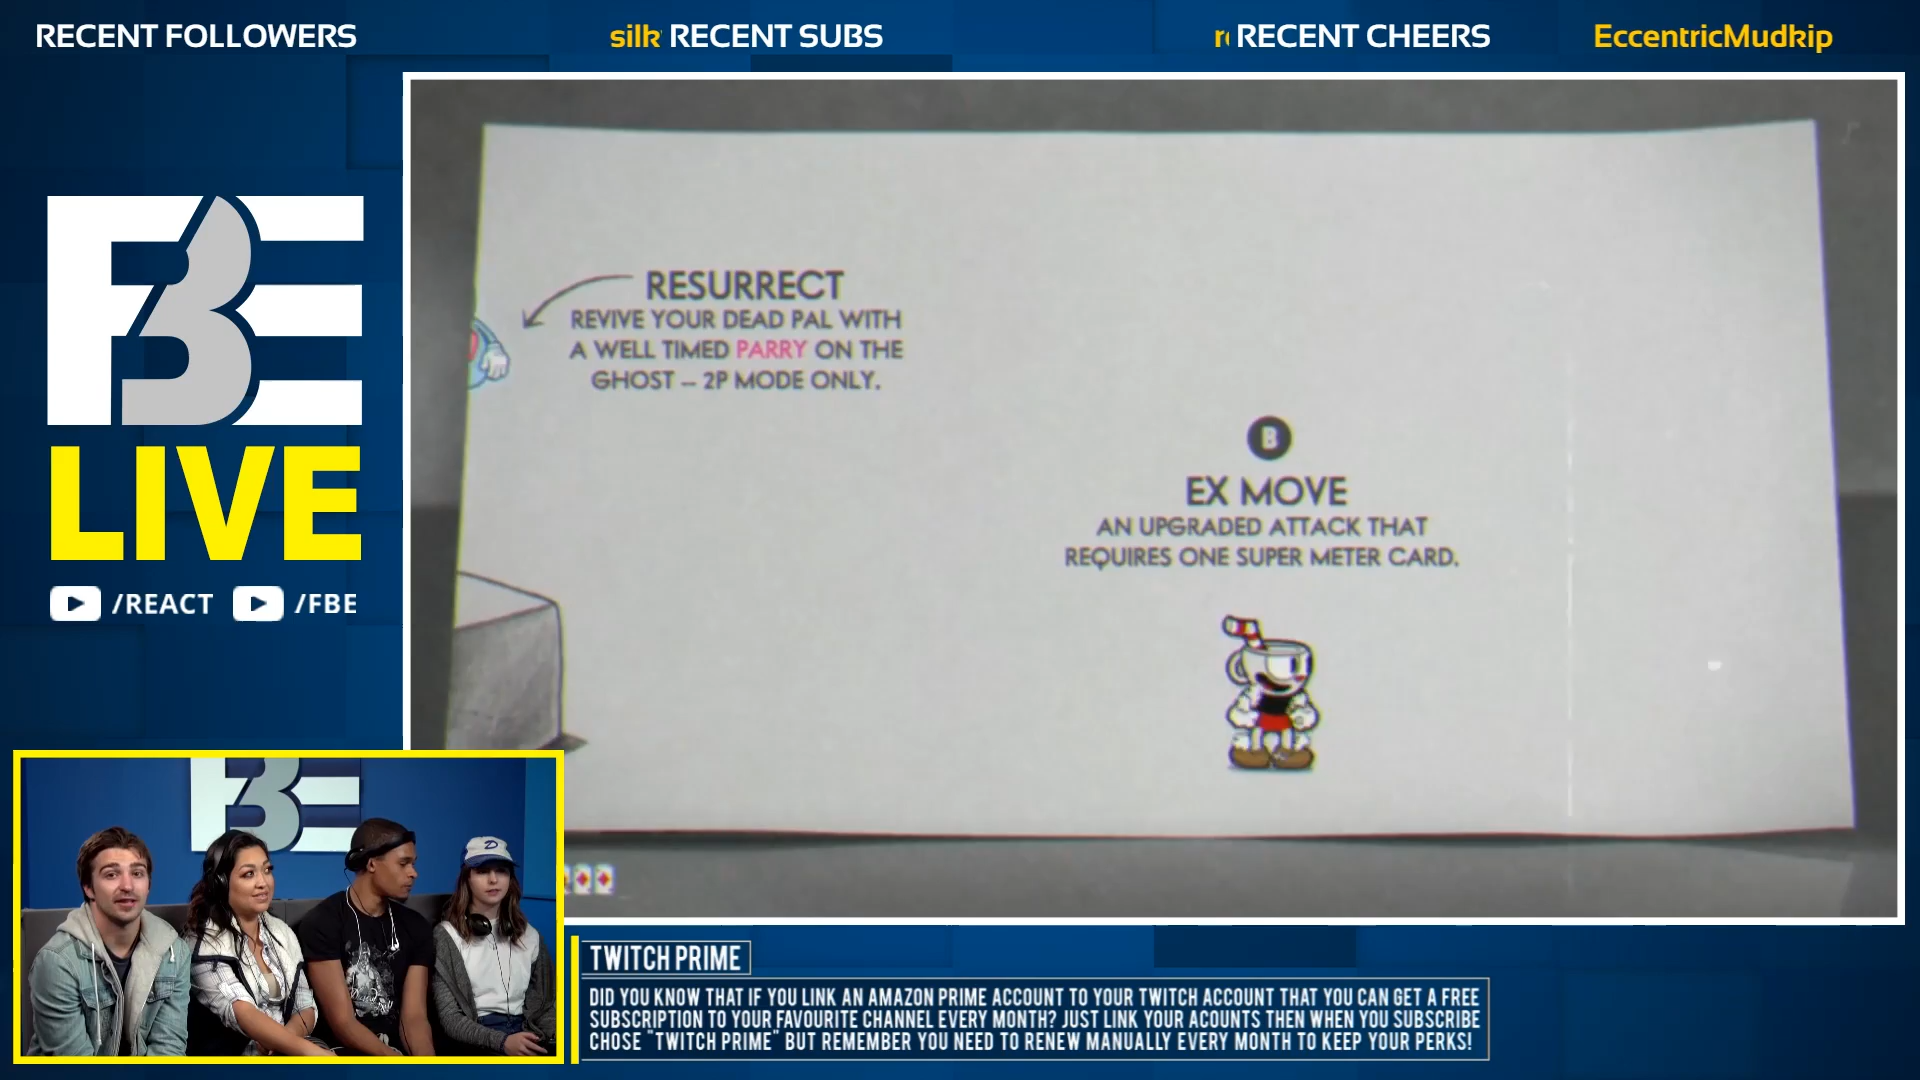 RECENT FOLLOWERS
silk RECENT SUBS
RECENT CHEERS
EccentricMudkip
RESURRECT
REVIVE YOUR DEAD PAL WITH
A WELL TIMED PARRY ON THE
GHOST – 2P MODE ONLY.
B
EX MOVE
AN UPGRADED ATTACK THAT
REQUIRES ONE SUPER METER CARD.
FBE
LIVE
/REACT /FBE
FBE
D
TWITCH PRIME
DID YOU KNOW THAT IF YOU LINK AN AMAZON PRIME ACCOUNT TO YOUR TWITCH ACCOUNT THAT YOU CAN GET A FREE
SUBSCRIPTION TO YOUR FAVOURITE CHANNEL EVERY MONTH? JUST LINK YOUR ACOUNTS THEN WHEN YOU SUBSCRIBE
CHOSE "TWITCH PRIME" BUT REMEMBER YOU NEED TO RENEW MANUALLY EVERY MONTH TO KEEP YOUR PERKS!